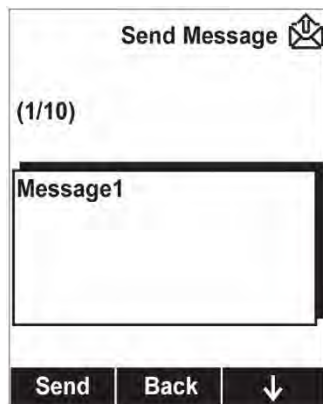 Send Message
(1/10)
Message1
Send Back ↓